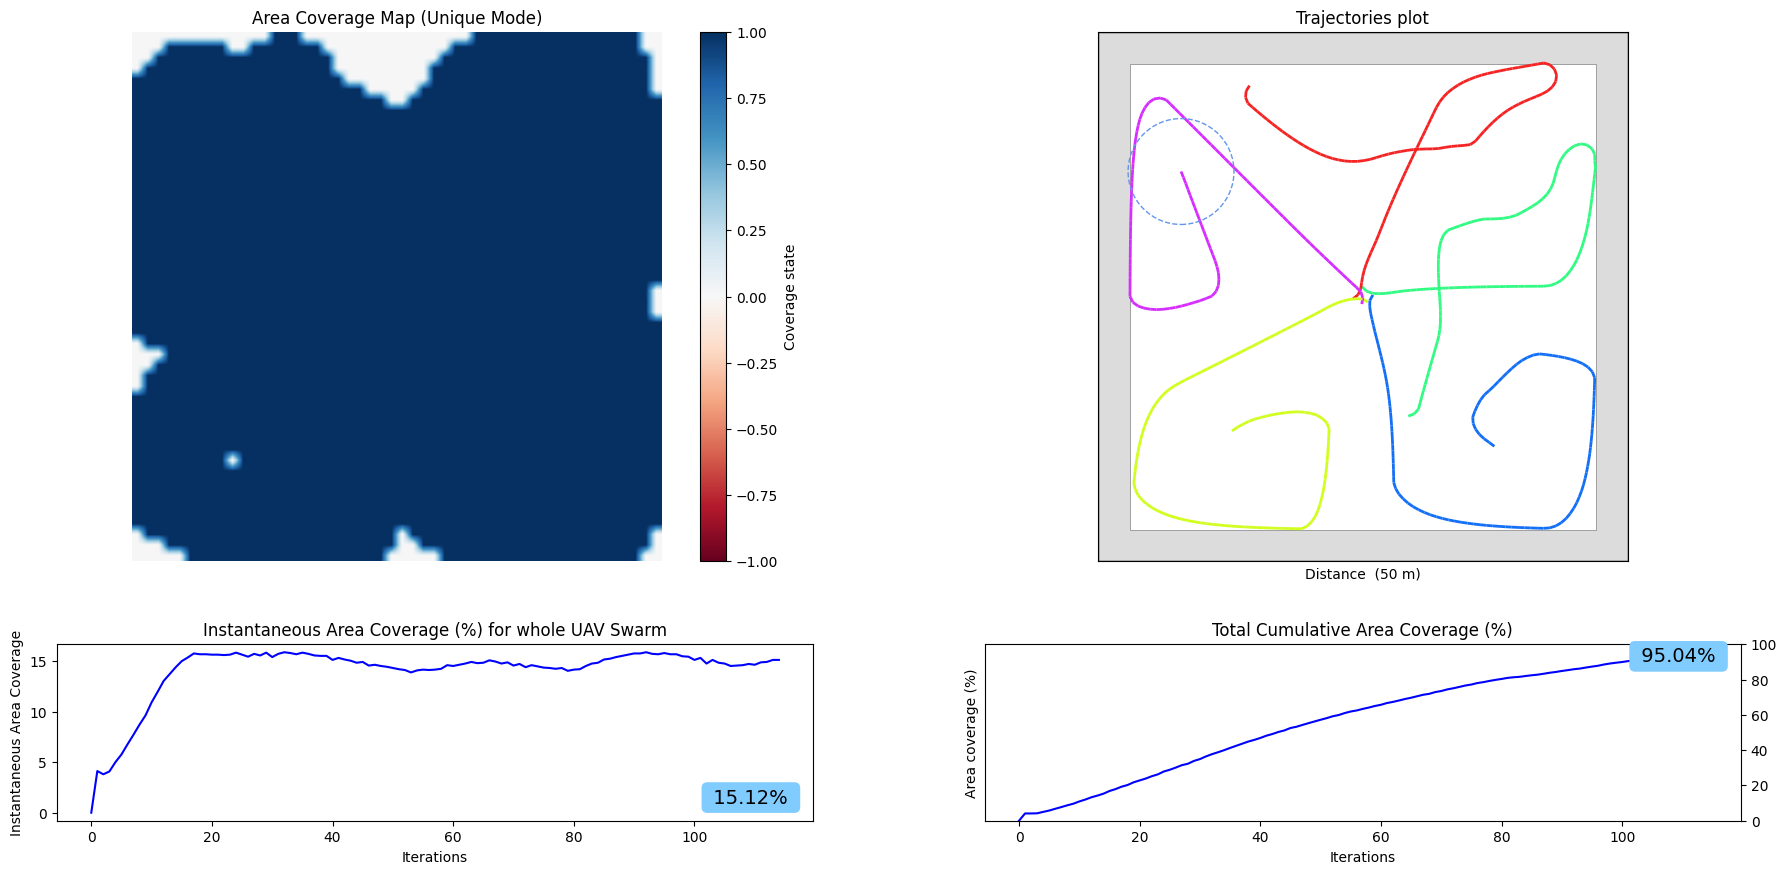 Area Coverage Map (Unique Mode)
1.00
0.75
0.50
0.25
0.00
−0.25
−0.50
−0.75
−1.00
Coverage state
Trajectories plot
Distance  (50 m)
Instantaneous Area Coverage (%) for whole UAV Swarm
Instantaneous Area Coverage
15
10
5
0
15.12%
0 20 40 60 80 100
Iterations
Total Cumulative Area Coverage (%)
Area coverage (%)
95.04%
100
80
60
40
20
0
0 20 40 60 80 100
Iterations